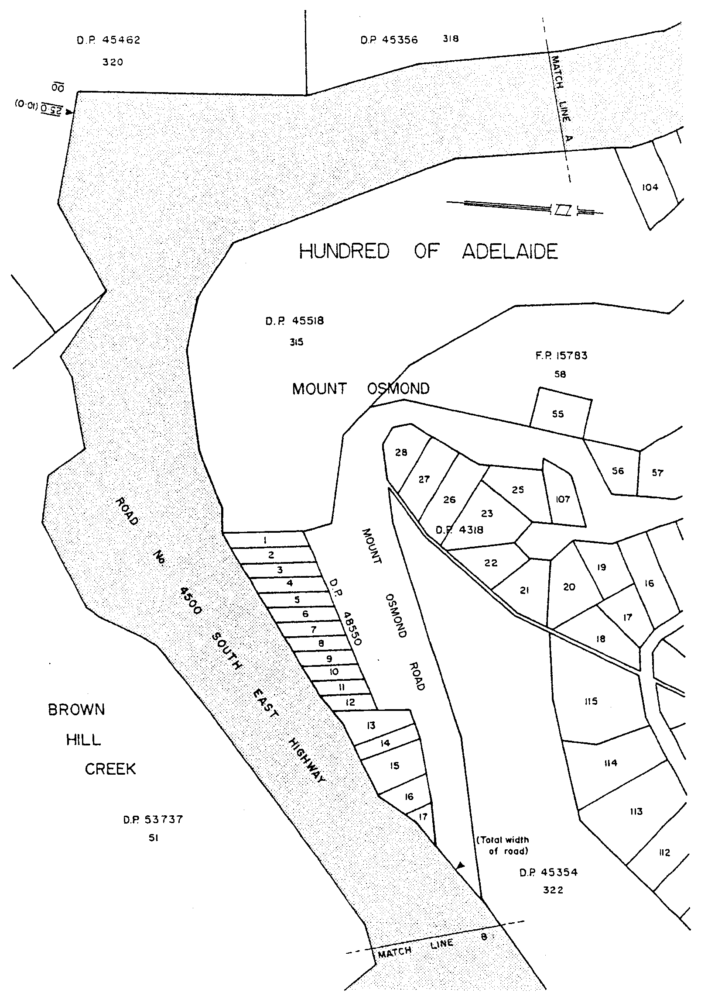 D.P. 45462
320
D.P. 45356 318
MATCH LINE A
00
25·0 (10·0)
104
N
HUNDRED OF ADELAIDE
D.P. 45518
315
F.P. 15783
58
MOUNT OSMOND
55
28
27
26
25
107
23
56
57
D.P. 4318
22
21
20
19
16
17
18
ROAD No. 4500 SOUTH EAST HIGHWAY
1
2
3
4
5
6
7
8
9
10
11
12
D.P. 48550
MOUNT OSMOND ROAD
13
14
15
16
17
115
114
113
112
BROWN
HILL
CREEK
D.P. 53737
51
(Total width
of road)
D.P. 45354
322
MATCH LINE B